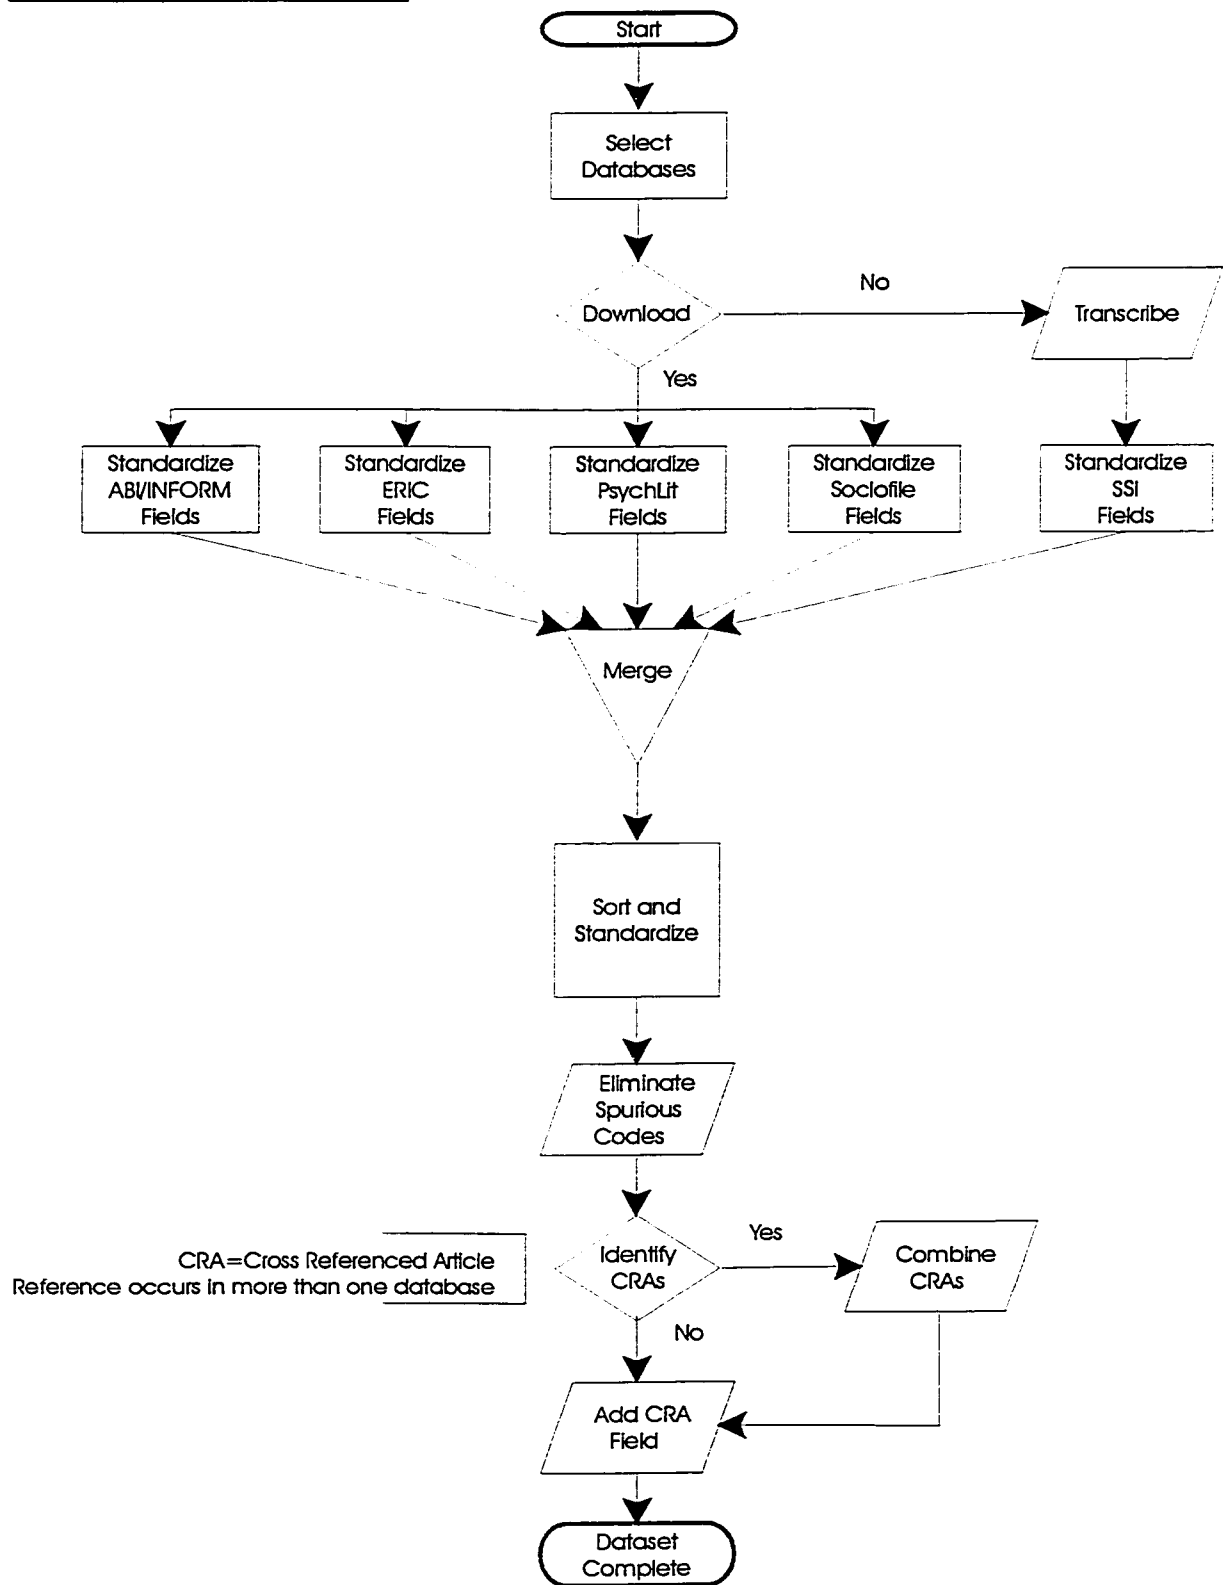 Start
Select
Databases
Download
No
Transcribe
Yes
Standardize
ABI/INFORM
Fields
Standardize
ERIC
Fields
Standardize
PsychLit
Fields
Standardize
Sociofile
Fields
Standardize
SSI
Fields
Merge
Sort and
Standardize
Eliminate
Spurious
Codes
CRA=Cross Referenced Article
Reference occurs in more than one database
Identify
CRAs
Yes
Combine
CRAs
No
Add CRA
Field
Dataset
Complete